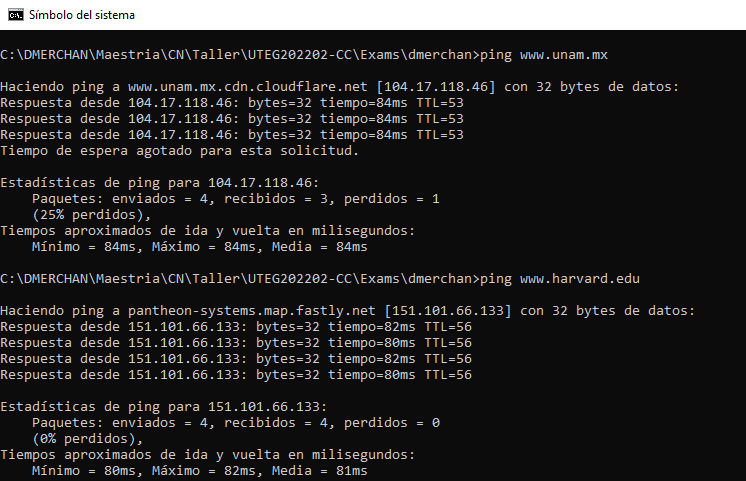 Símbolo del sistema
C:\DMERCHAN\Maestria\CN\Taller\UTEG202202-CC\Exams\dmerchan>ping www.unam.mx
Haciendo ping a www.unam.mx.cdn.cloudflare.net [104.17.118.46] con 32 bytes de datos:
Respuesta desde 104.17.118.46: bytes=32 tiempo=84ms TTL=53
Respuesta desde 104.17.118.46: bytes=32 tiempo=84ms TTL=53
Respuesta desde 104.17.118.46: bytes=32 tiempo=84ms TTL=53
Tiempo de espera agotado para esta solicitud.
Estadísticas de ping para 104.17.118.46:
Paquetes: enviados = 4, recibidos = 3, perdidos = 1
(25% perdidos),
Tiempos aproximados de ida y vuelta en milisegundos:
Mínimo = 84ms, Máximo = 84ms, Media = 84ms
C:\DMERCHAN\Maestria\CN\Taller\UTEG202202-CC\Exams\dmerchan>ping www.harvard.edu
Haciendo ping a pantheon-systems.map.fastly.net [151.101.66.133] con 32 bytes de datos:
Respuesta desde 151.101.66.133: bytes=32 tiempo=82ms TTL=56
Respuesta desde 151.101.66.133: bytes=32 tiempo=80ms TTL=56
Respuesta desde 151.101.66.133: bytes=32 tiempo=82ms TTL=56
Respuesta desde 151.101.66.133: bytes=32 tiempo=80ms TTL=56
Estadísticas de ping para 151.101.66.133:
Paquetes: enviados = 4, recibidos = 4, perdidos = 0
(0% perdidos),
Tiempos aproximados de ida y vuelta en milisegundos:
Mínimo = 80ms, Máximo = 82ms, Media = 81ms